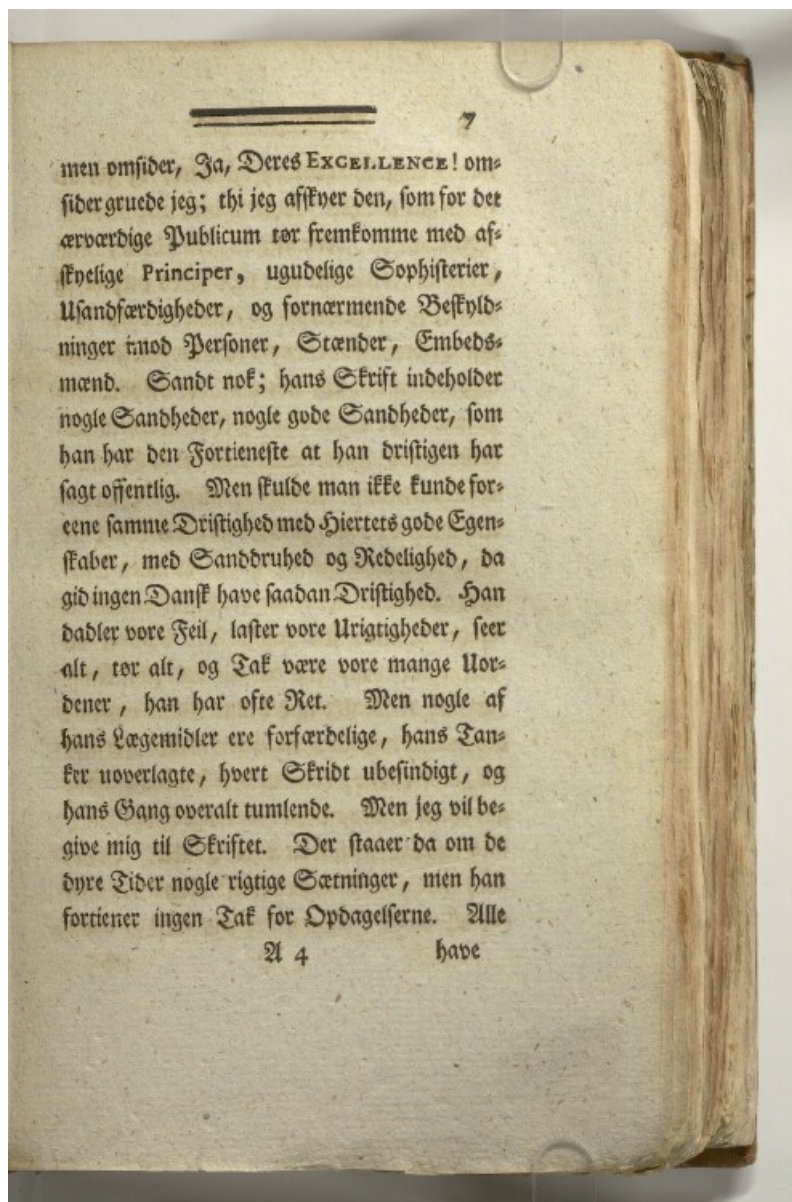 7
men omsider, Ja, Deres EXCELLENCE! om-
sider gruede jeg; thi jeg afskyer den, som for det
ærværdige Publicum tør fremkomme med af-
skyelige Principer, ugudelige Sophisterier,
Usandfærdigheder, og fornærmende Beskyld-
ninger imod Personer, Stænder, Embeds-
mænd. Sandt nok; hans Skrift indeholder
nogle Sandheder, nogle gode Sandheder, som
han har den Fortieneste at han dristigen har
sagt offentlig. Men skulde man ikke kunde for-
eene samme Dristighed med Hiertets gode Egen-
skaber, med Sanddruhed og Redelighed, da
gid ingen Dansk have saadan Dristighed. Han
dadler vore Feil, laster vore Urigtigheder, seer
alt, tør alt, og Tak være vore mange Uor-
dener, han har ofte Ret. Men nogle af
hans Lægemidler ere forfærdelige, hans Tan-
ker uoverlagte, hvert Skridt ubesindigt, og
hans Gang overalt tumlende. Men jeg vil be-
give mig til Skriftet. Der staaer da om de
dyre Tider nogle rigtige Sætninger, men han
fortiener ingen Tak for Opdagelserne. Alle
A 4 have